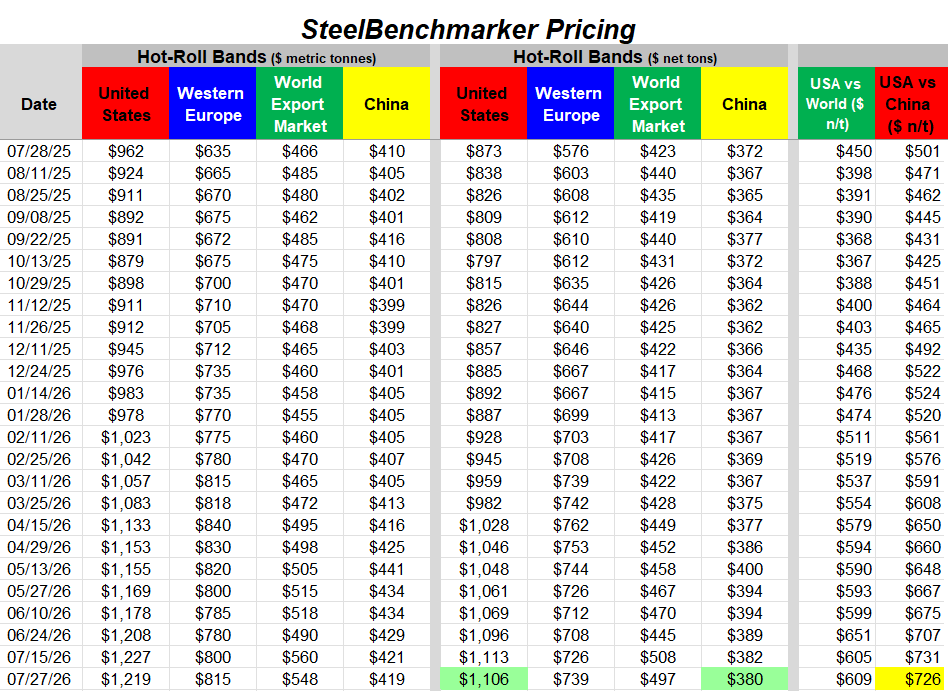 SteelBenchmarker Pricing
Hot-Roll Bands ($ metric tonnes) Hot-Roll Bands ($ net tons)
Date United States Western Europe World Export Market China United States Western Europe World Export Market China USA vs World ($ n/t) USA vs China ($ n/t)
07/28/25 $962 $635 $466 $410 $873 $576 $423 $372 $450 $501
08/11/25 $924 $665 $485 $405 $838 $603 $440 $367 $398 $471
08/25/25 $911 $670 $480 $402 $826 $608 $435 $365 $391 $462
09/08/25 $892 $675 $462 $401 $809 $612 $419 $364 $390 $445
09/22/25 $891 $672 $485 $416 $808 $610 $440 $377 $368 $431
10/13/25 $879 $675 $475 $410 $797 $612 $431 $372 $367 $425
10/29/25 $898 $700 $470 $401 $815 $635 $426 $364 $388 $451
11/12/25 $911 $710 $470 $399 $826 $644 $426 $362 $400 $464
11/26/25 $912 $705 $468 $399 $827 $640 $425 $362 $403 $465
12/11/25 $945 $712 $465 $403 $857 $646 $422 $366 $435 $492
12/24/25 $976 $735 $460 $401 $885 $667 $417 $364 $468 $522
01/14/26 $983 $735 $458 $405 $892 $667 $415 $367 $476 $524
01/28/26 $978 $770 $455 $405 $887 $699 $413 $367 $474 $520
02/11/26 $1,023 $775 $460 $405 $928 $703 $417 $367 $511 $561
02/25/26 $1,042 $780 $470 $407 $945 $708 $426 $369 $519 $576
03/11/26 $1,057 $815 $465 $405 $959 $739 $422 $367 $537 $591
03/25/26 $1,083 $818 $472 $413 $982 $742 $428 $375 $554 $608
04/15/26 $1,133 $840 $495 $416 $1,028 $762 $449 $377 $579 $650
04/29/26 $1,153 $830 $498 $425 $1,046 $753 $452 $386 $594 $660
05/13/26 $1,155 $820 $505 $441 $1,048 $744 $458 $400 $590 $648
05/27/26 $1,169 $800 $515 $434 $1,061 $726 $467 $394 $593 $667
06/10/26 $1,178 $785 $518 $434 $1,069 $712 $470 $394 $599 $675
06/24/26 $1,208 $780 $490 $429 $1,096 $708 $445 $389 $651 $707
07/15/26 $1,227 $800 $560 $421 $1,113 $726 $508 $382 $605 $731
07/27/26 $1,219 $815 $548 $419 $1,106 $739 $497 $380 $609 $726